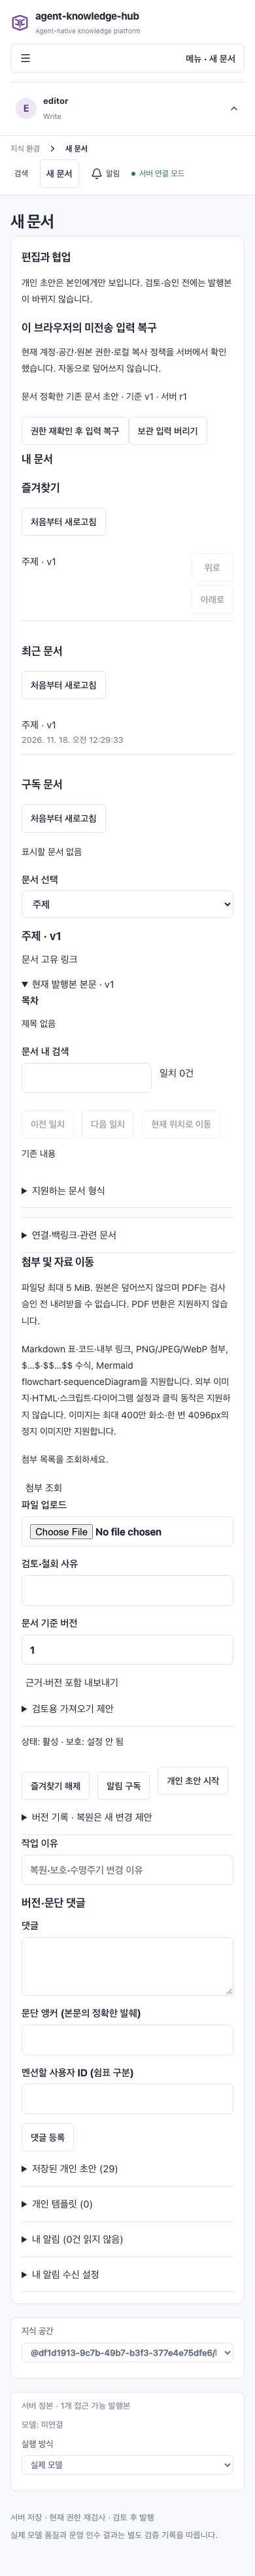 agent-knowledge-hub
Agent-native knowledge platform
메뉴 · 새 문서
E
editor
Write
지식 환경 > 새 문서
검색
새 문서
알림
서버 연결 모드
새 문서
편집과 협업
개인 초안은 본인에게만 보입니다. 검토·승인 전에는 발행본
이 바뀌지 않습니다.
이 브라우저의 미전송 입력 복구
현재 계정·공간·원본 권한·로컬 복사 정책을 서버에서 확인
했습니다. 자동으로 덮어쓰지 않습니다.
문서 정확한 기존 문서 초안 · 기준 v1 · 서버 r1
권한 재확인 후 입력 복구
보관 입력 버리기
내 문서
즐겨찾기
처음부터 새로고침
주제 · v1
위로
아래로
최근 문서
처음부터 새로고침
주제 · v1
2026. 11. 18. 오전 12:29:33
구독 문서
처음부터 새로고침
표시할 문서 없음
문서 선택
주제
주제 · v1
문서 고유 링크
▼ 현재 발행본 본문 · v1
목차
제목 없음
문서 내 검색
일치 0건
이전 일치
다음 일치
현재 위치로 이동
기존 내용
▶ 지원하는 문서 형식
▶ 연결·백링크·관련 문서
첨부 및 자료 이동
파일당 최대 5 MiB. 원본은 덮어쓰지 않으며 PDF는 검사
승인 전 내려받을 수 없습니다. PDF 변환은 지원하지 않습니
다.
Markdown 표·코드·내부 링크, PNG/JPEG/WebP 첨부,
$...$·$$...$$ 수식, Mermaid
flowchart·sequenceDiagram을 지원합니다. 외부 이미
지·HTML·스크립트·다이어그램 설정과 클릭 동작은 지원하
지 않습니다. 이미지는 최대 400만 화소·한 변 4096px의
정지 이미지만 지원합니다.
첨부 목록을 조회하세요.
첨부 조회
파일 업로드
Choose File No file chosen
검토·철회 사유
문서 기준 버전
1
근거·버전 포함 내보내기
▶ 검토용 가져오기 제안
상태: 활성 · 보호: 설정 안 됨
즐겨찾기 해제
알림 구독
개인 초안 시작
▶ 버전 기록 · 복원은 새 변경 제안
작업 이유
복원·보호·수명주기 변경 이유
버전·문단 댓글
댓글
문단 앵커 (본문의 정확한 발췌)
멘션할 사용자 ID (쉼표 구분)
댓글 등록
▶ 저장된 개인 초안 (29)
▶ 개인 템플릿 (0)
▶ 내 알림 (0건 읽지 않음)
▶ 내 알림 수신 설정
지식 공간
@df1d1913-9c7b-49b7-b3f3-377e4e75dfe6/
서버 정본 · 1개 접근 가능 발행본
모델: 미연결
실행 방식
실제 모델
서버 저장 · 현재 권한 재검사 · 검토 후 발행
실제 모델 품질과 운영 인수 결과는 별도 검증 기록을 따릅니다.